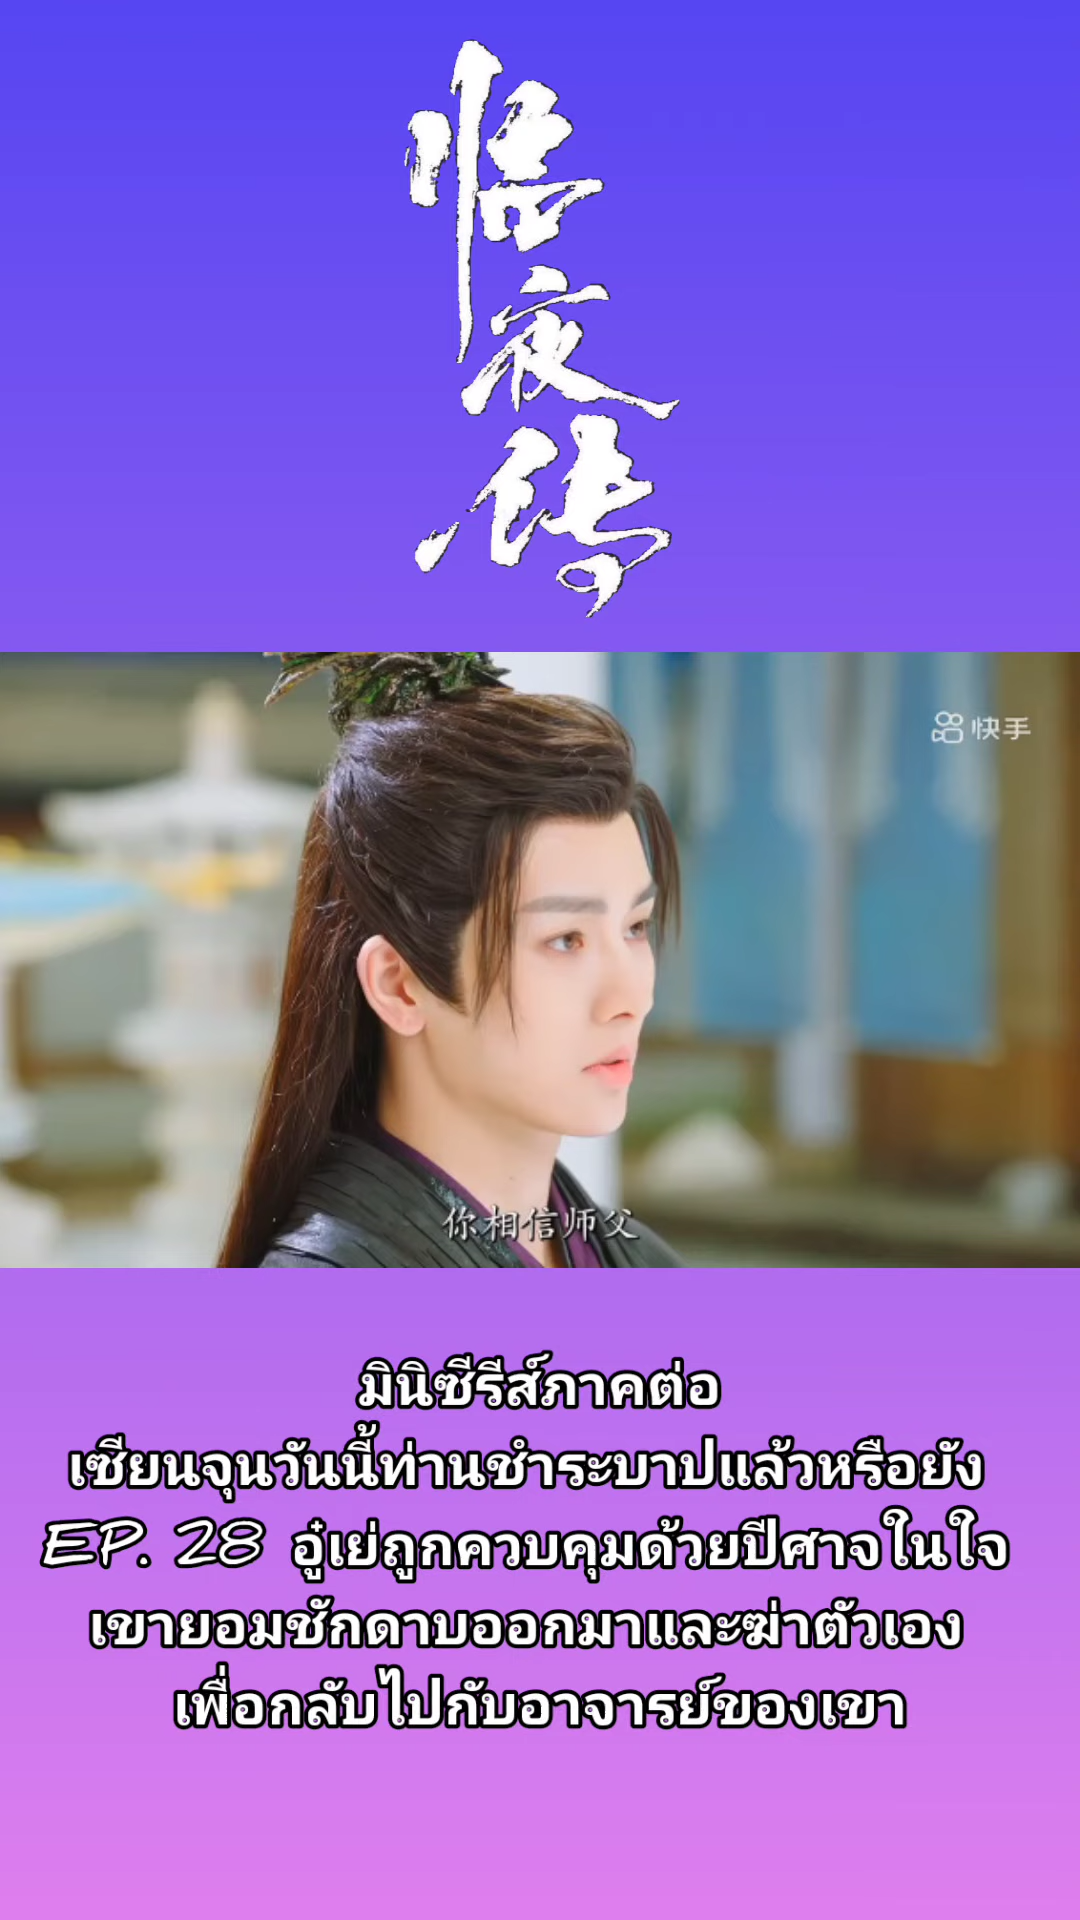 临夜传
快手
你相信师父
มินิซีรีส์ภาคต่อ
เซียนจุนวันนี้ท่านชำระบาปแล้วหรือยัง
EP. 28 อู๋เย่ถูกควบคุมด้วยปีศาจในใจ
เขายอมชักดาบออกมาและฆ่าตัวเอง
เพื่อกลับไปกับอาจารย์ของเขา